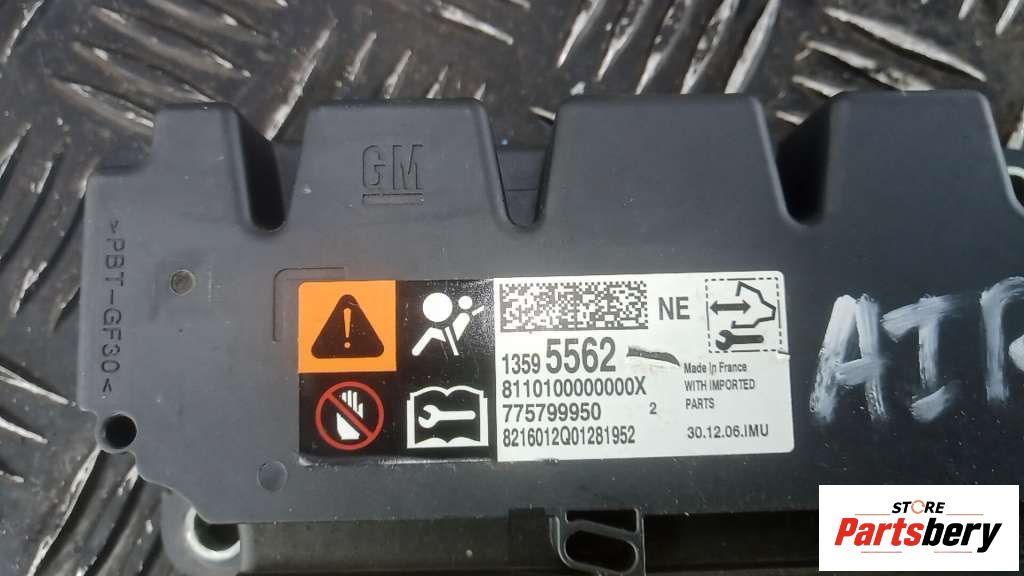 GM
>PBT-GF30<
NE
1359 5562
8110100000000X
775799950 2
8216012Q01281952
Made In France
WITH IMPORTED
PARTS
30.12.06.IMU
STORE
Partsbery